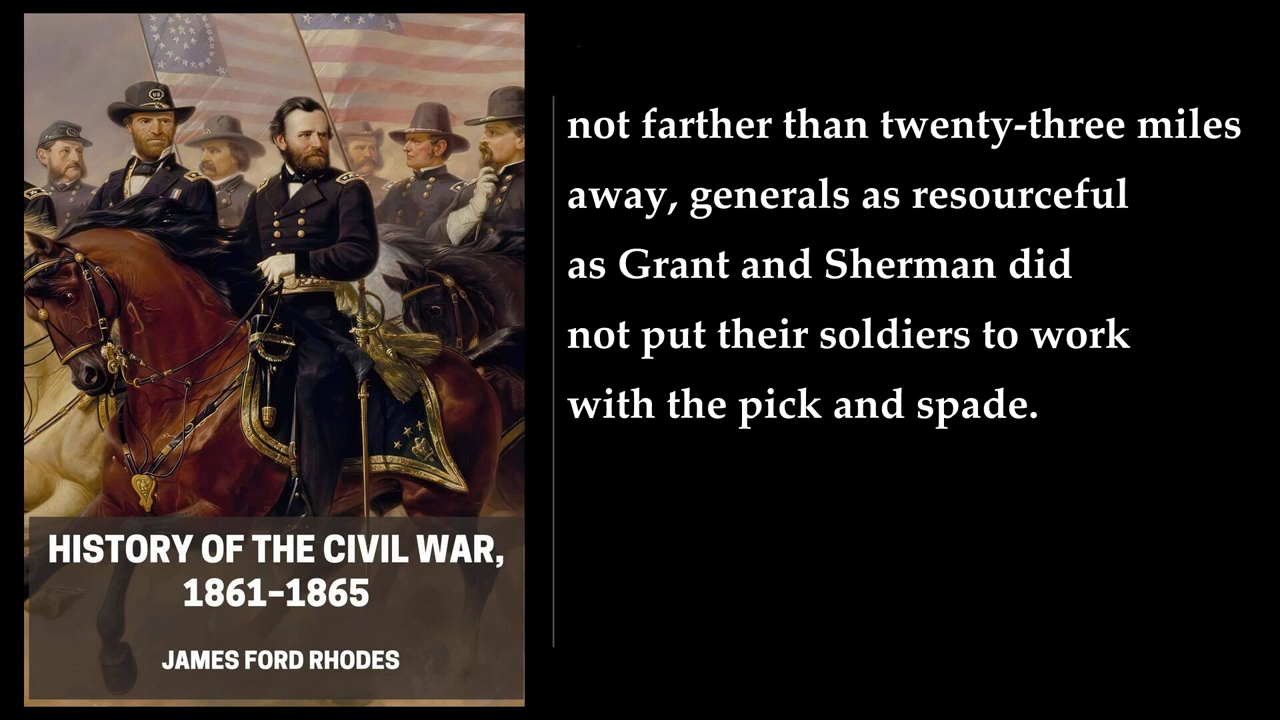 HISTORY OF THE CIVIL WAR,
1861–1865
JAMES FORD RHODES
not farther than twenty-three miles
away, generals as resourceful
as Grant and Sherman did
not put their soldiers to work
with the pick and spade.